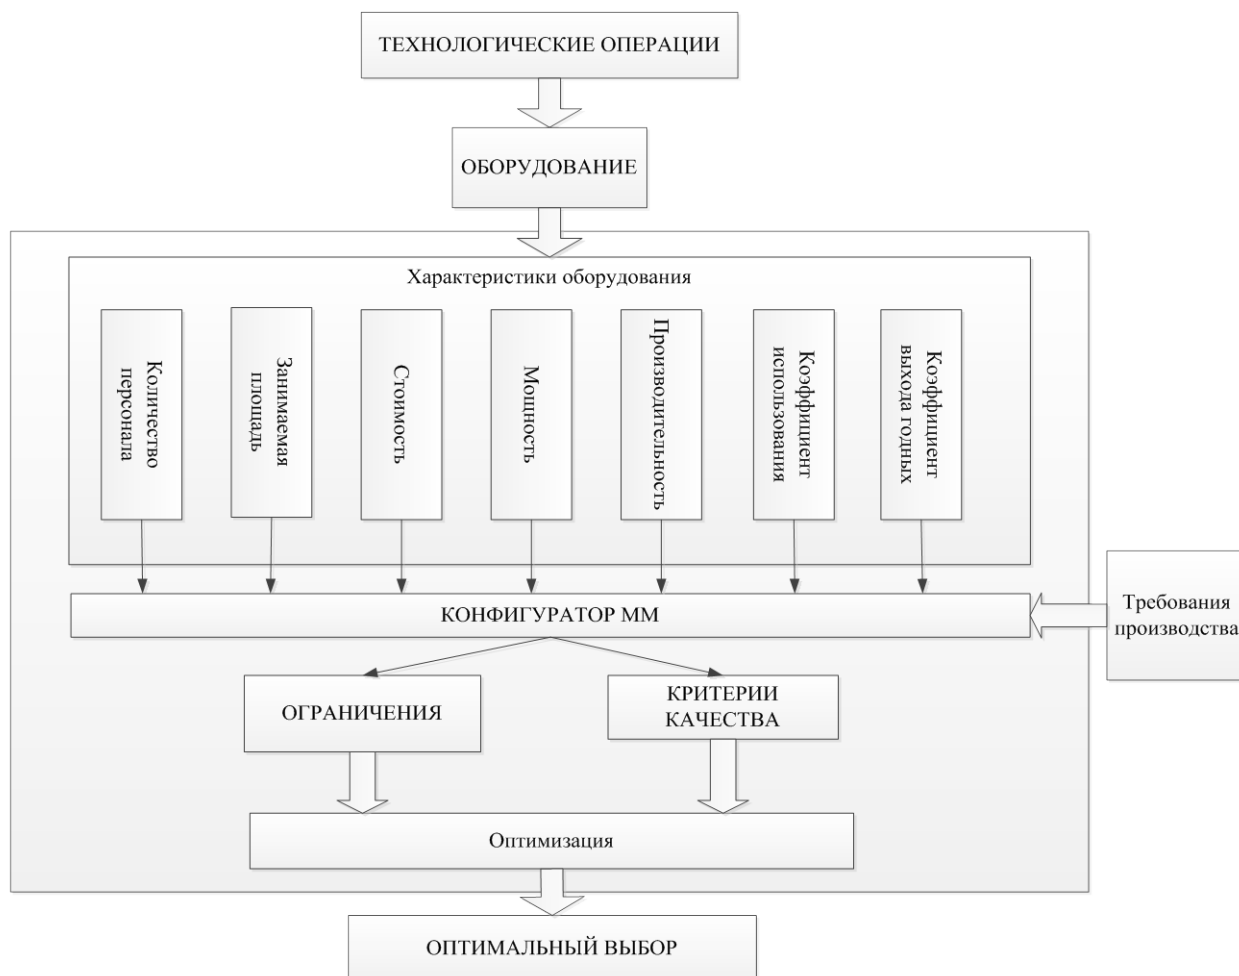 ТЕХНОЛОГИЧЕСКИЕ ОПЕРАЦИИ
ОБОРУДОВАНИЕ
Характеристики оборудования
Количество
персонала
Занимаемая
площадь
Стоимость
Мощность
Производительность
Коэффициент
использования
Коэффициент
выхода годных
КОНФИГУРАТОР ММ
Требования
производства
ОГРАНИЧЕНИЯ
КРИТЕРИИ
КАЧЕСТВА
Оптимизация
ОПТИМАЛЬНЫЙ ВЫБОР